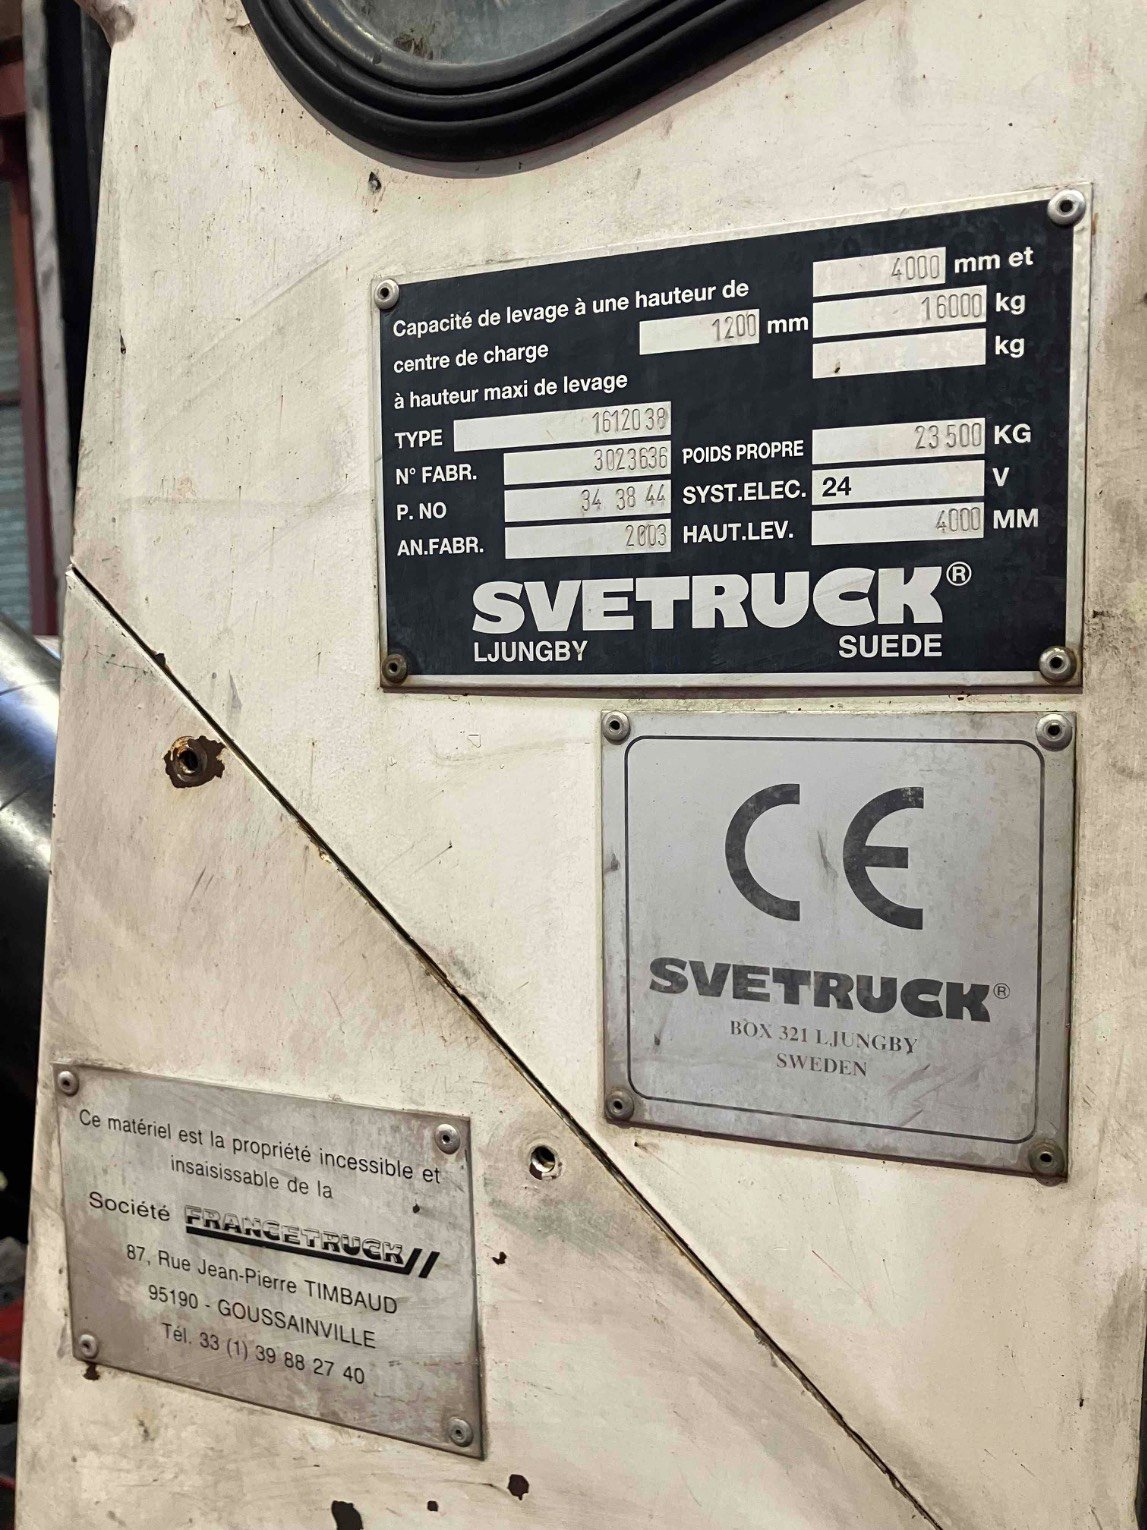 Capacité de levage à une hauteur de 4000 mm et
centre de charge 1200 mm 16000 kg
à hauteur maxi de levage kg
TYPE 1612038
N° FABR. 3023636 POIDS PROPRE 23500 KG
P. NO 34 38 44 SYST.ELEC. 24 V
AN.FABR. 2003 HAUT.LEV. 4000 MM
SVETRUCK®
LJUNGBY SUEDE
CE
SVETRUCK®
BOX 321 LJUNGBY
SWEDEN
Ce matériel est la propriété incessible et
insaisissable de la
Société FRANCETRUCK
87, Rue Jean-Pierre TIMBAUD
95190 - GOUSSAINVILLE
Tél. 33 (1) 39 88 27 40